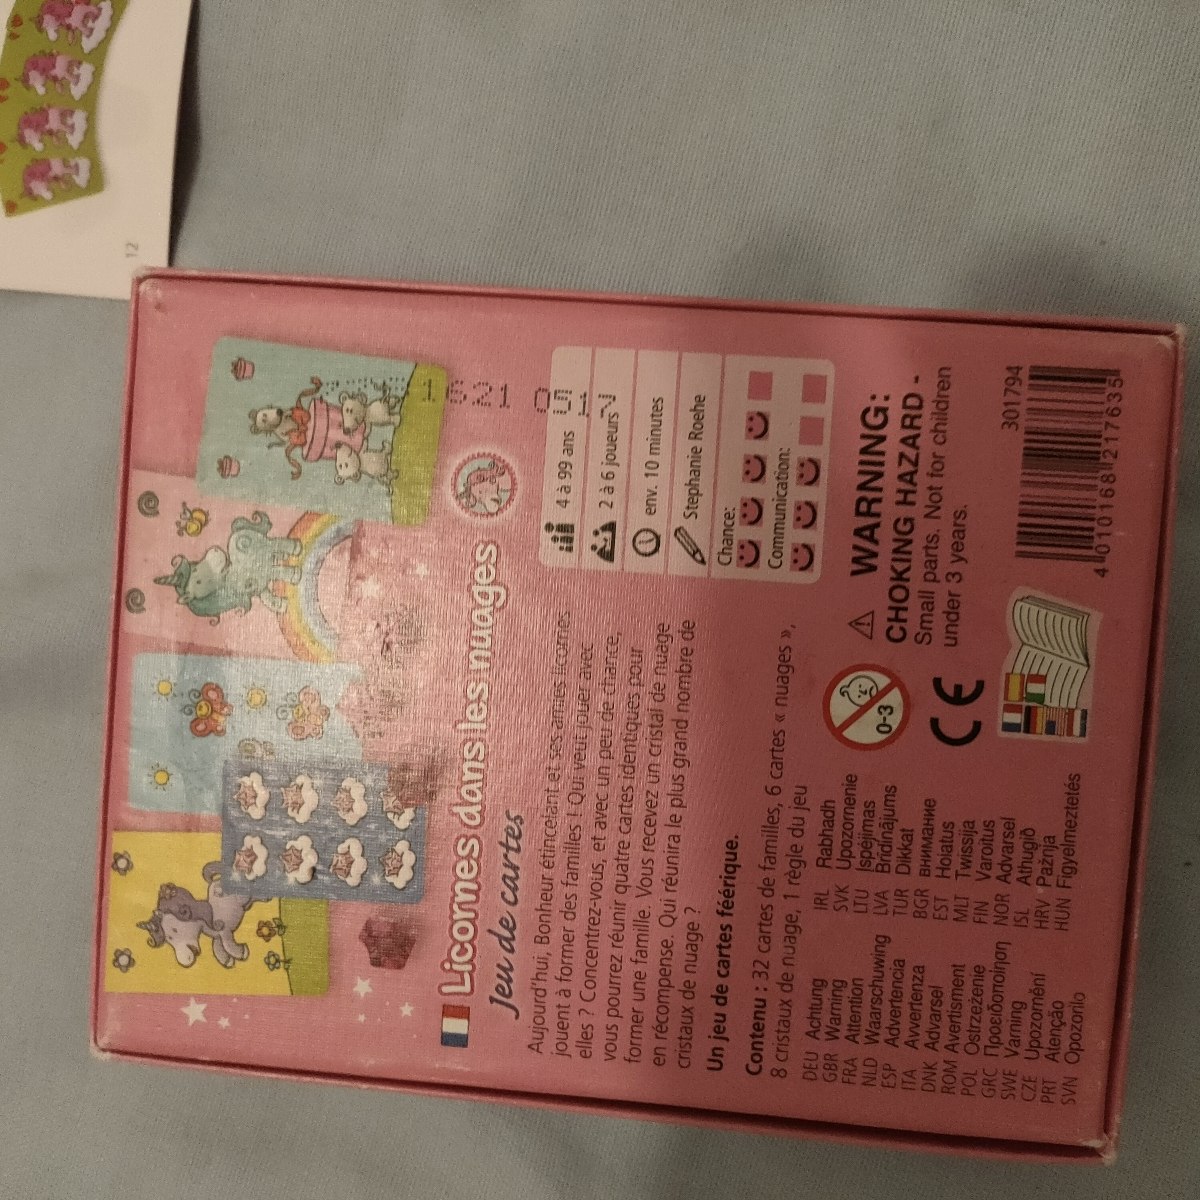 12
Licornes dans les nuages
Jeu de cartes
Aujourd'hui, Bonheur étincelant et ses amies licornes
jouent à former des familles ! Qui veut jouer avec
elles ? Concentrez-vous, et avec un peu de chance,
vous pourrez réunir quatre cartes identiques pour
former une famille. Vous recevez un cristal de nuage
en récompense. Qui réunira le plus grand nombre de
cristaux de nuage ?
Un jeu de cartes féérique.
Contenu : 32 cartes de familles, 6 cartes « nuages »,
8 cristaux de nuage, 1 règle du jeu
4 à 99 ans
2 à 6 joueurs
env. 10 minutes
Stephanie Roehe
Chance:
Communication:
DEU Achtung
GBR Warning
FRA Attention
NLD Waarschuwing
ESP Advertencia
ITA Avvertenza
DNK Advarsel
ROM Avertisment
POL Ostrzeżenie
GRC Προειδοποίηση
SWE Varning
CZE Upozornění
PRT Atenção
SVN Opozorilo
IRL Rabhadh
SVK Upozornenie
LTU Įspėjimas
LVA Brīdinājums
TUR Dikkat
BGR внимание
EST Hoiatus
MLT Twissija
FIN Varoitus
NOR Advarsel
ISL Athugið
HRV Pažnja
HUN Figyelmeztetés
0-3
CE
WARNING:
CHOKING HAZARD -
Small parts. Not for children
under 3 years.
301794
4 010168 217635